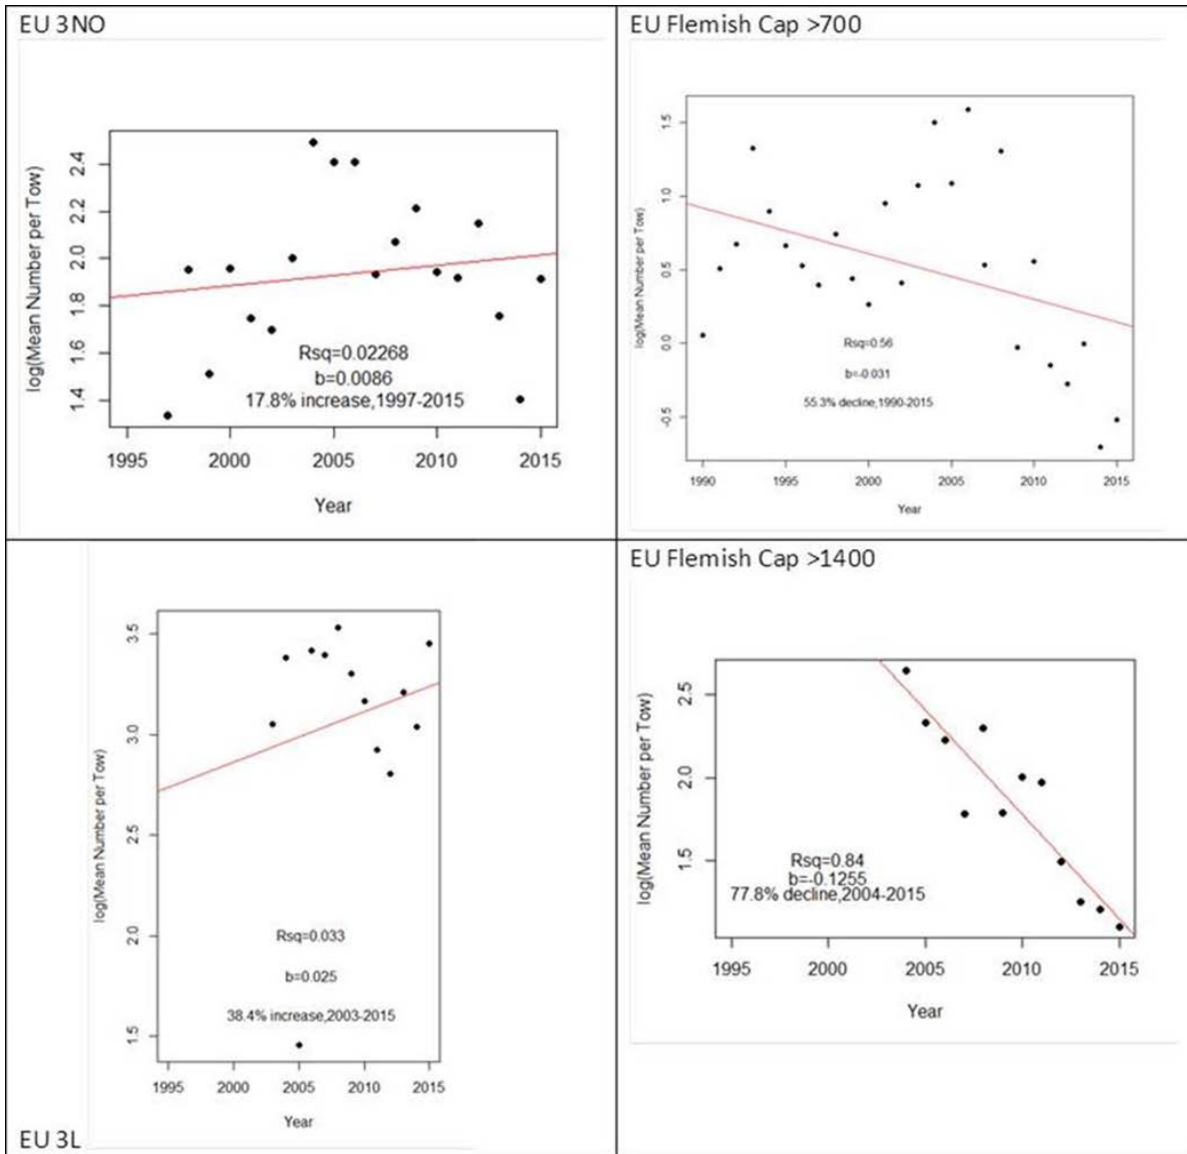 EU 3NO
log(Mean Number per Tow)
2.4
2.2
2.0
1.8
1.6
1.4
Rsq=0.02268
b=0.0086
17.8% increase,1997-2015
1995 2000 2005 2010 2015
Year
EU Flemish Cap >700
log(Mean Number per Tow)
1.5
1.0
0.5
0.0
-0.5
Rsq=0.56
b=-0.031
55.3% decline,1990-2015
1990 1995 2000 2005 2010 2015
Year
log(Mean Number per Tow)
3.5
3.0
2.5
2.0
1.5
Rsq=0.033
b=0.025
38.4% increase,2003-2015
1995 2000 2005 2010 2015
Year
EU 3L
EU Flemish Cap >1400
log(Mean Number per Tow)
2.5
2.0
1.5
Rsq=0.84
b=-0.1255
77.8% decline,2004-2015
1995 2000 2005 2010 2015
Year